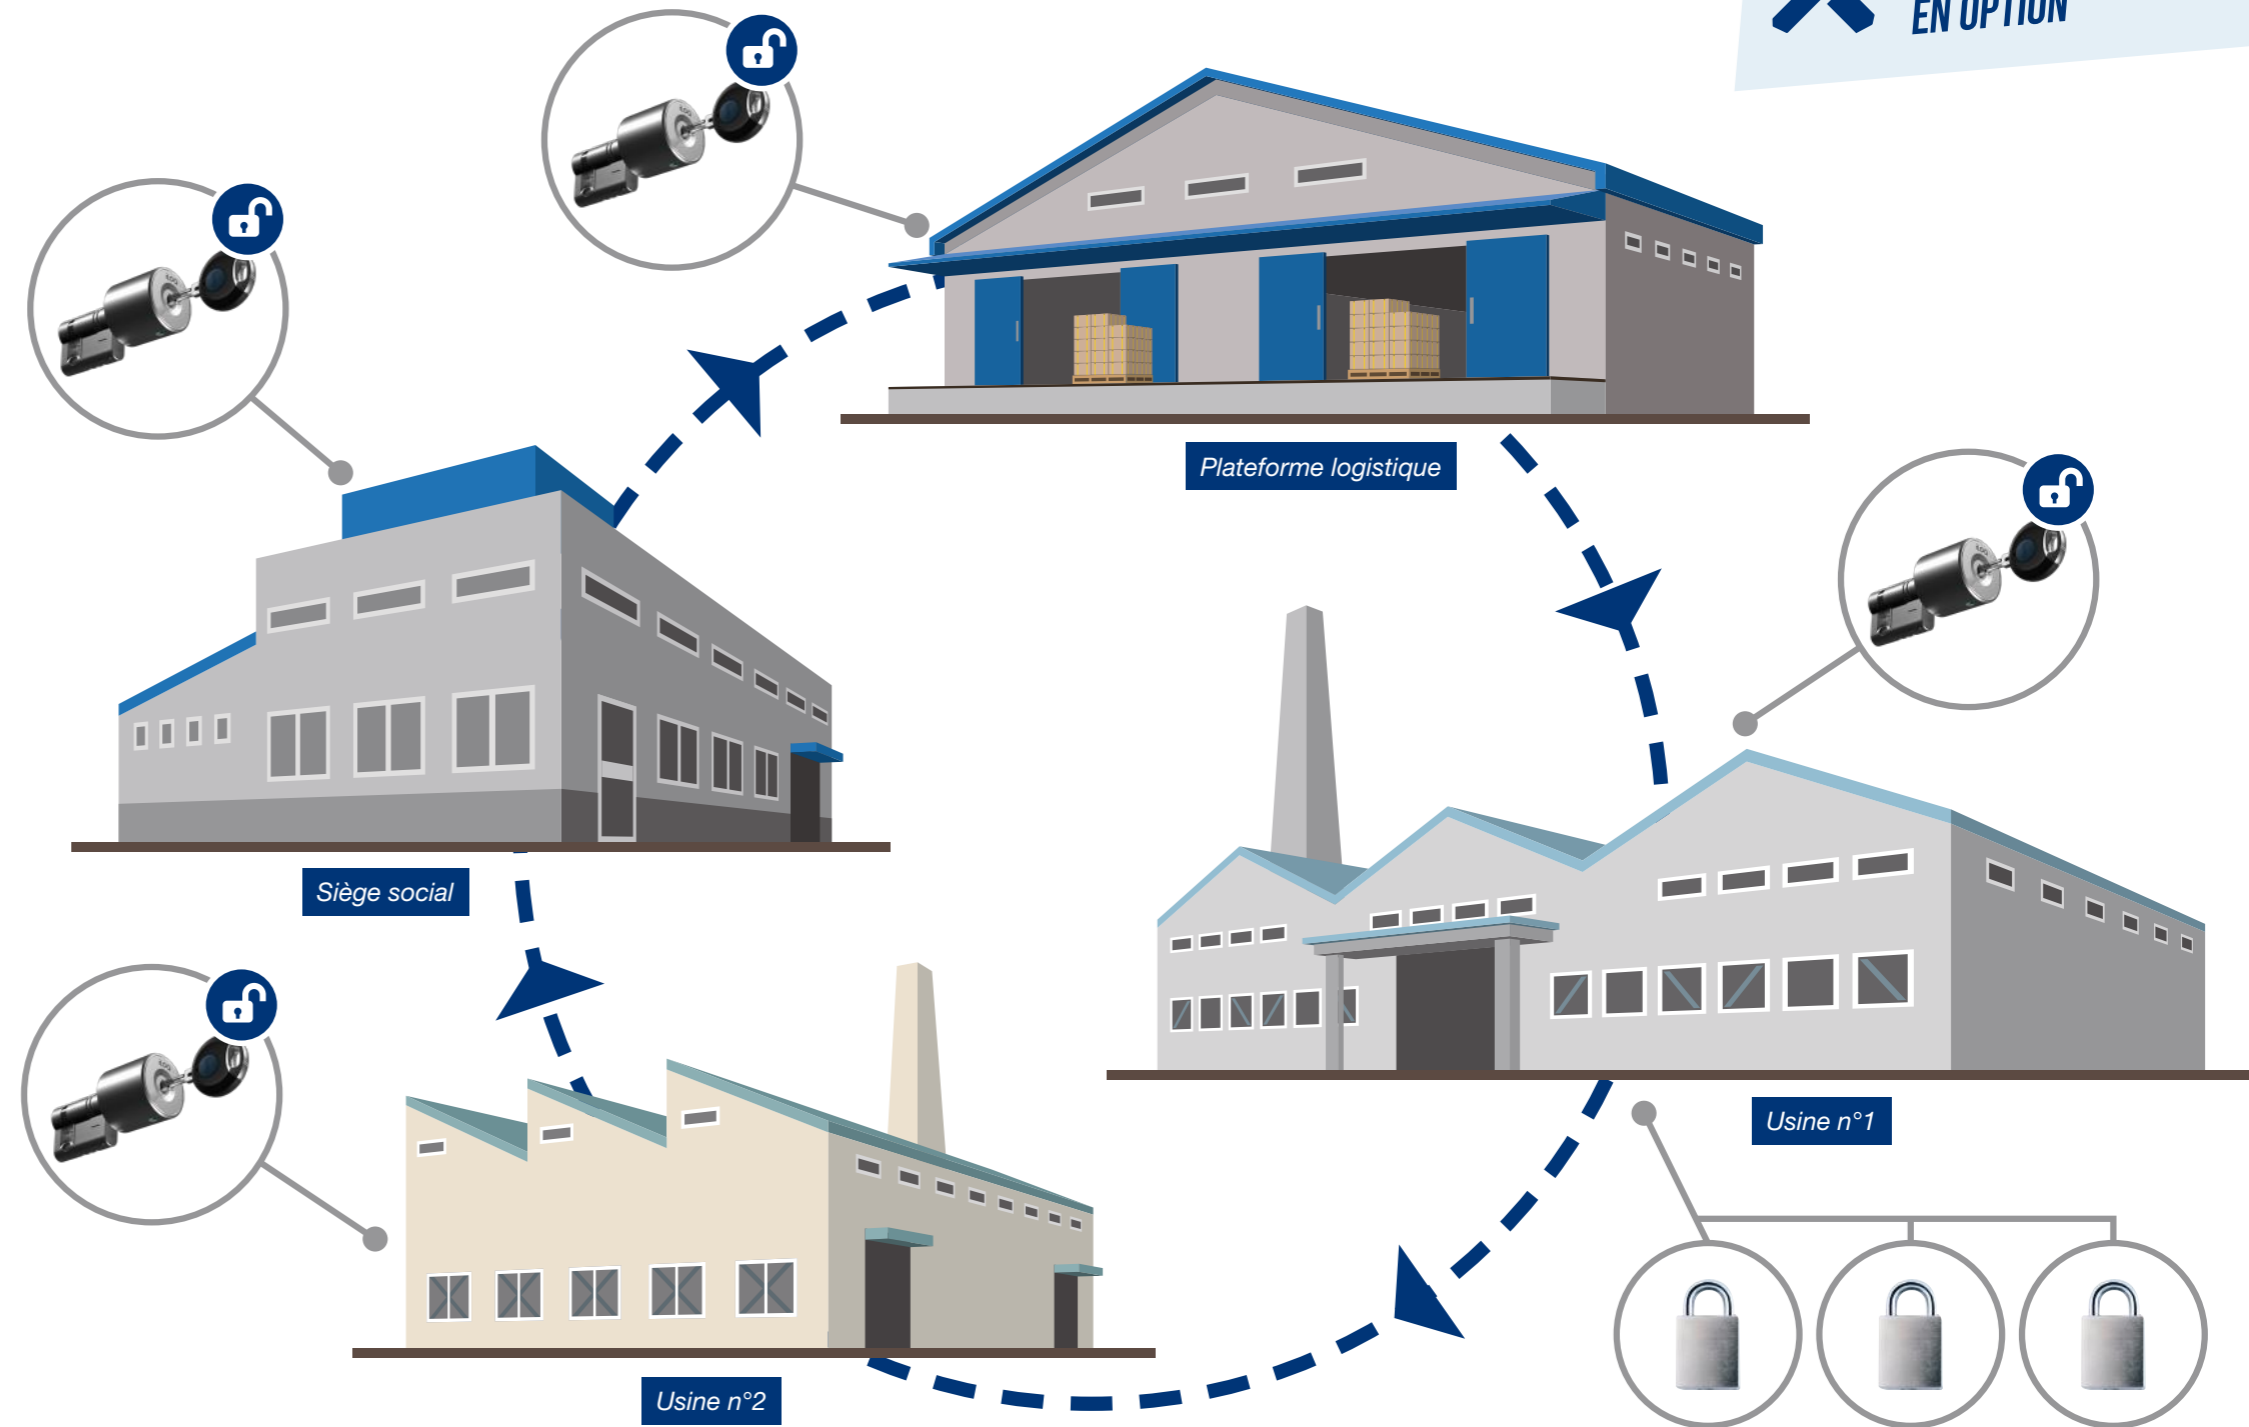 EN OPTION
Plateforme logistique
Siège social
Usine n°1
Usine n°2